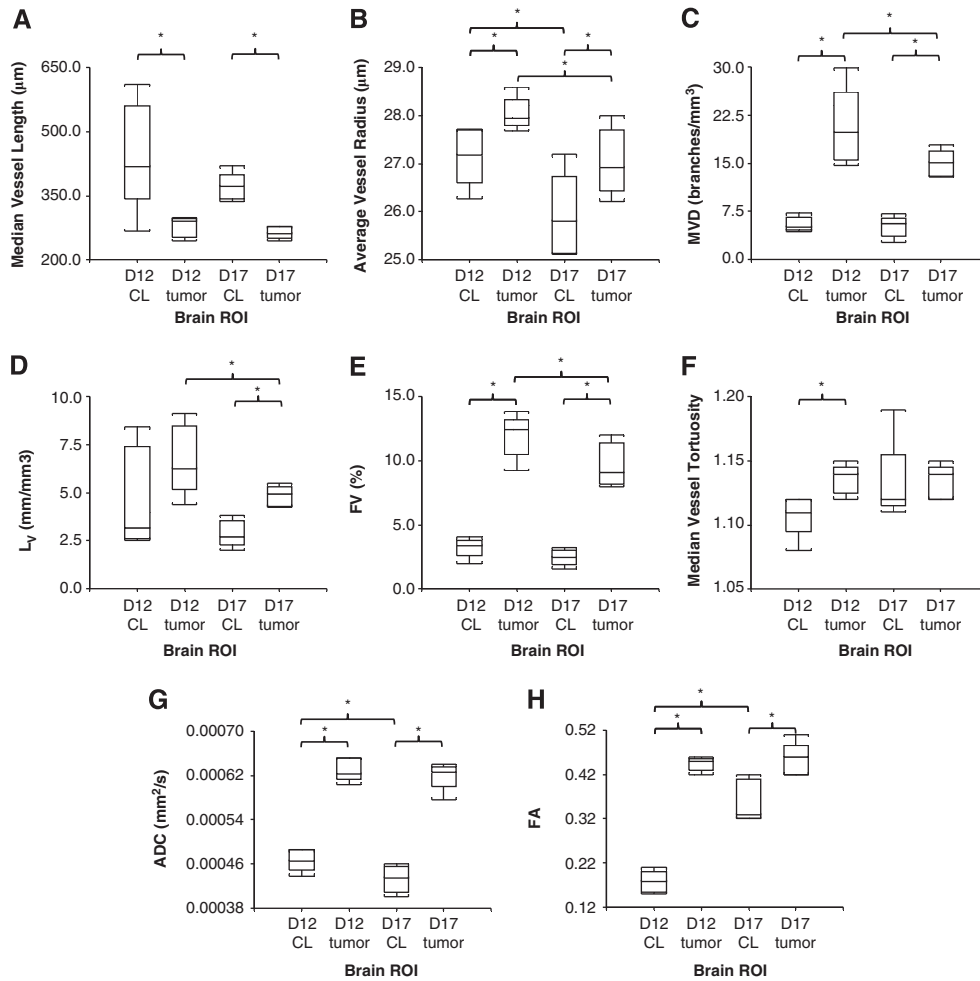 A
*
*
Median Vessel Length (μm)
650.0
500.0
350.0
200.0
D12 D12 D17 D17
CL tumor CL tumor
Brain ROI
B
*
*
*
*
Average Vessel Radius (μm)
29.0
28.0
27.0
26.0
25.0
D12 D12 D17 D17
CL tumor CL tumor
Brain ROI
C
*
*
*
MVD (branches/mm³)
30.0
22.5
15.0
7.5
0.0
D12 D12 D17 D17
CL tumor CL tumor
Brain ROI
D
*
*
Lv (mm/mm3)
10.0
7.5
5.0
2.5
0.0
D12 D12 D17 D17
CL tumor CL tumor
Brain ROI
E
*
*
*
FV (%)
15.0
10.0
5.0
0.0
D12 D12 D17 D17
CL tumor CL tumor
Brain ROI
F
*
Median Vessel Tortuosity
1.20
1.15
1.10
1.05
D12 D12 D17 D17
CL tumor CL tumor
Brain ROI
G
*
*
*
ADC (mm²/s)
0.00070
0.00062
0.00054
0.00046
0.00038
D12 D12 D17 D17
CL tumor CL tumor
Brain ROI
H
*
*
*
FA
0.52
0.42
0.32
0.22
0.12
D12 D12 D17 D17
CL tumor CL tumor
Brain ROI